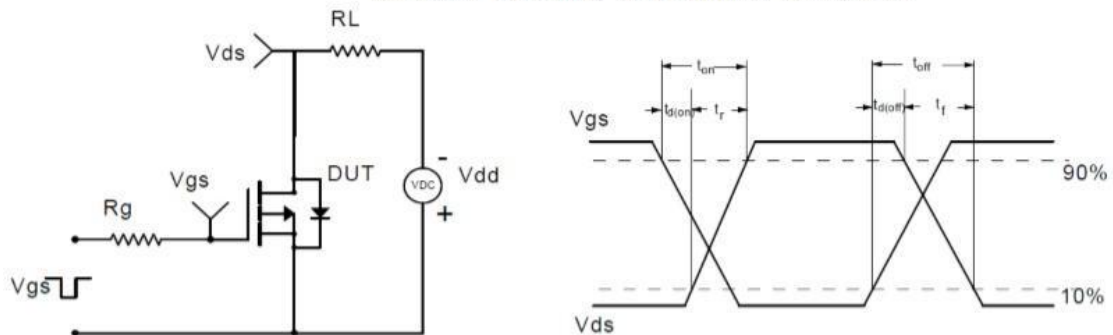 RL
Vds
DUT
-
VDC
Vdd
+
Vgs
Rg
Vgs
ton
toff
td(on)
tr
td(off)
tf
Vgs
90%
10%
Vds